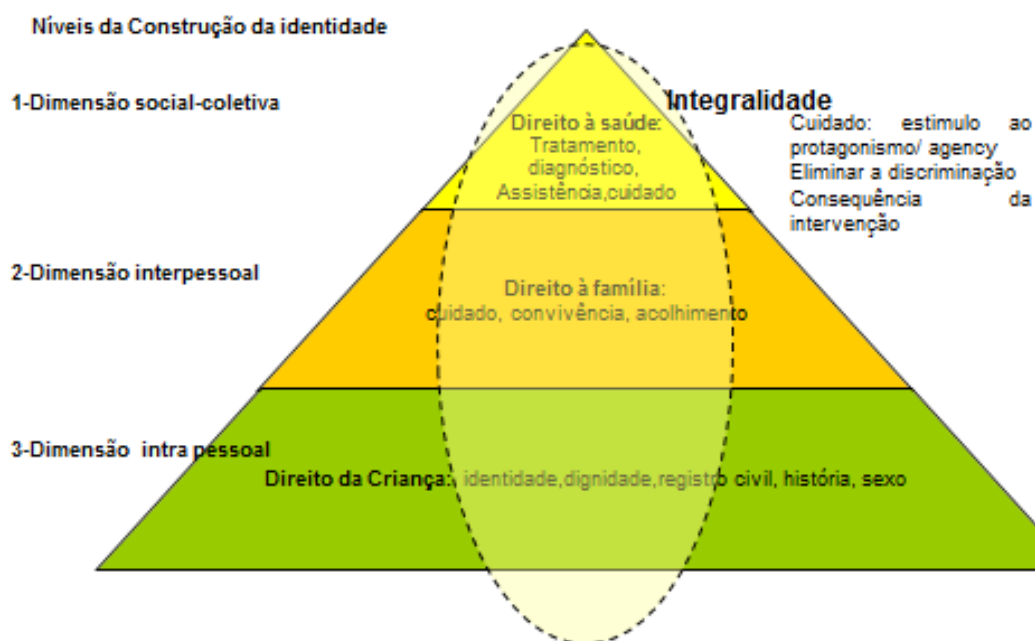 Níveis da Construção da identidade
1-Dimensão social-coletiva
Integralidade
Direito à saúde:
Tratamento,
diagnóstico,
Assistência,cuidado
Cuidado: estimulo ao
protagonismo/ agency
Eliminar a discriminação
Consequência da
intervenção
2-Dimensão interpessoal
Direito à família:
cuidado, convivência, acolhimento
3-Dimensão intra pessoal
Direito da Criança: identidade,dignidade,registro civil, história, sexo